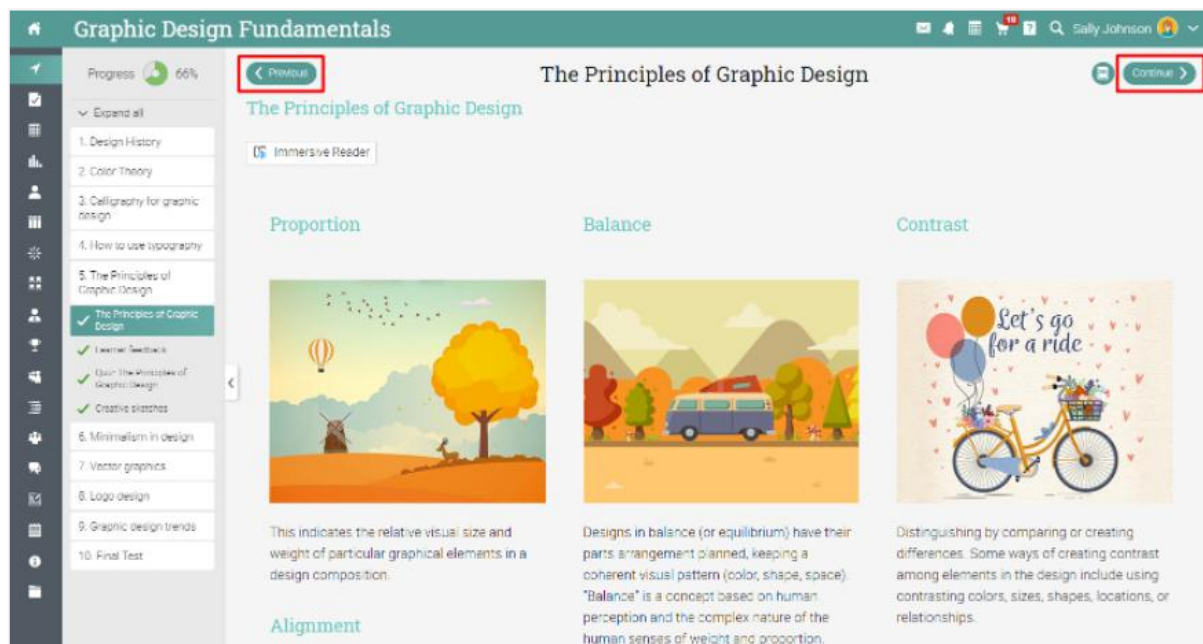 Graphic Design Fundamentals
10
Sally Johnson
Progress 66%
Expand all
1. Design History
2. Color Theory
3. Calligraphy for graphic
design
4. How to use typography
5. The Principles of
Graphic Design
The Principles of Graphic
Design
Learner feedback
Quiz: The Principles of
Graphic Design
Creative sketches
6. Minimalism in design
7. Vector graphics
8. Logo design
9. Graphic design trends
10. Final Test
Previous
The Principles of Graphic Design
Continue
The Principles of Graphic Design
Immersive Reader
Proportion
This indicates the relative visual size and
weight of particular graphical elements in a
design composition.
Alignment
Balance
Designs in balance (or equilibrium) have their
parts arrangement planned, keeping a
coherent visual pattern (color, shape, space).
"Balance" is a concept based on human
perception and the complex nature of the
human senses of weight and proportion.
Contrast
Let's go
for a ride
Distinguishing by comparing or creating
differences. Some ways of creating contrast
among elements in the design include using
contrasting colors, sizes, shapes, locations, or
relationships.